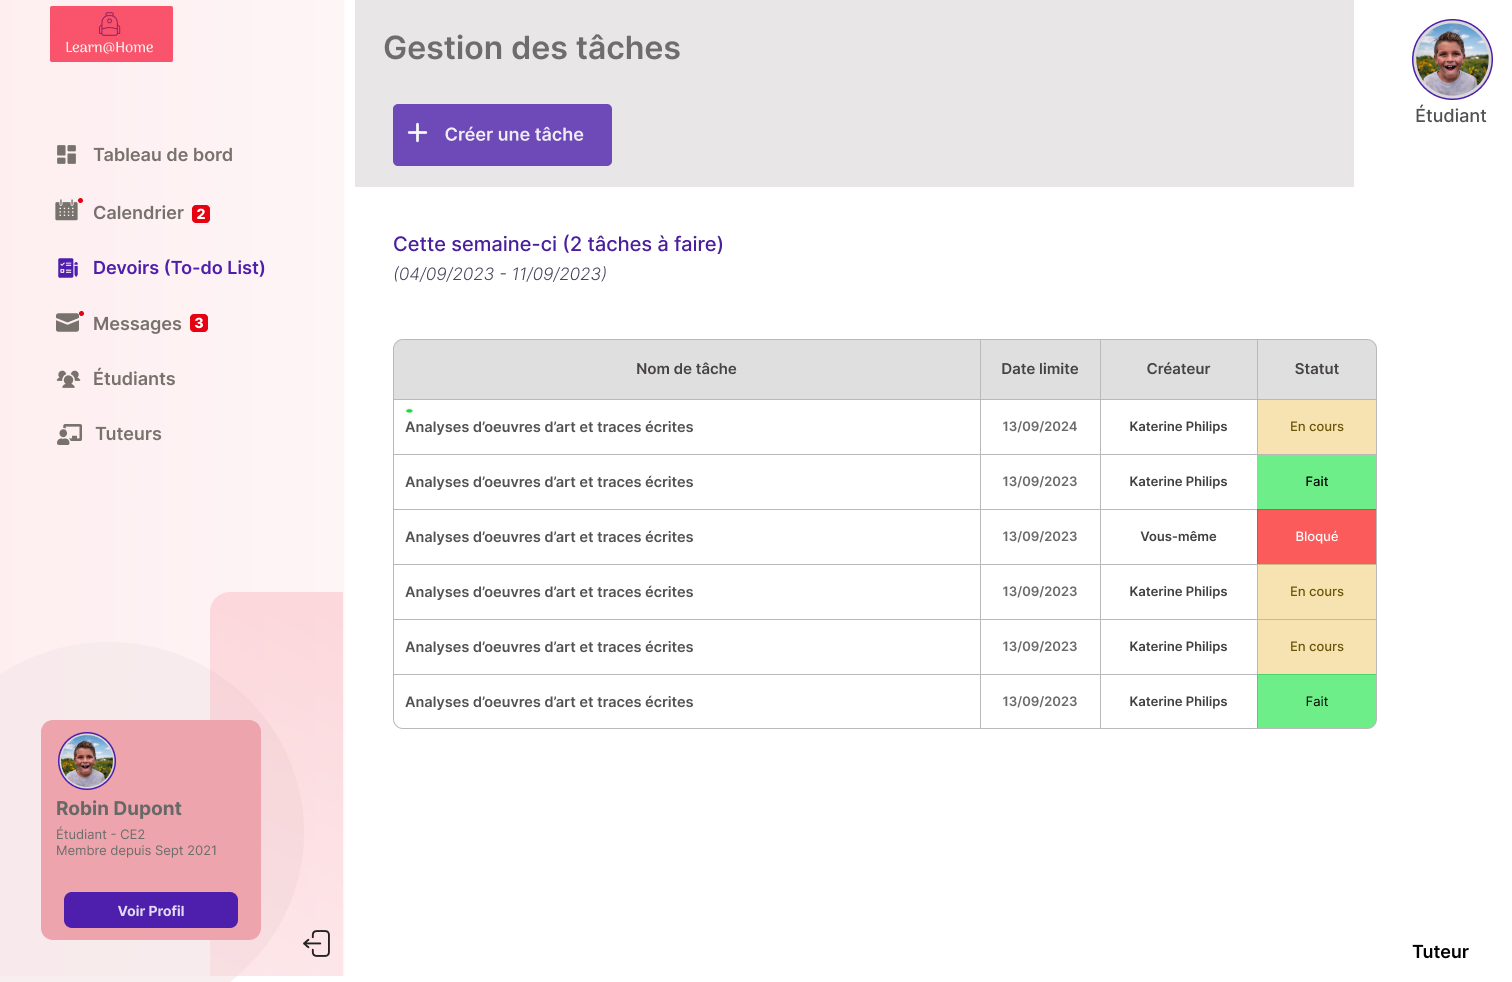 Learn@Home
Tableau de bord
Calendrier 2
Devoirs (To-do List)
Messages 3
Étudiants
Tuteurs
Robin Dupont
Étudiant - CE2
Membre depuis Sept 2021
Voir Profil
Gestion des tâches
Créer une tâche
Étudiant
Cette semaine-ci (2 tâches à faire)
(04/09/2023 - 11/09/2023)
Nom de tâche Date limite Créateur Statut
Analyses d’oeuvres d’art et traces écrites 13/09/2024 Katerine Philips En cours
Analyses d’oeuvres d’art et traces écrites 13/09/2023 Katerine Philips Fait
Analyses d’oeuvres d’art et traces écrites 13/09/2023 Vous-même Bloqué
Analyses d’oeuvres d’art et traces écrites 13/09/2023 Katerine Philips En cours
Analyses d’oeuvres d’art et traces écrites 13/09/2023 Katerine Philips En cours
Analyses d’oeuvres d’art et traces écrites 13/09/2023 Katerine Philips Fait
Tuteur